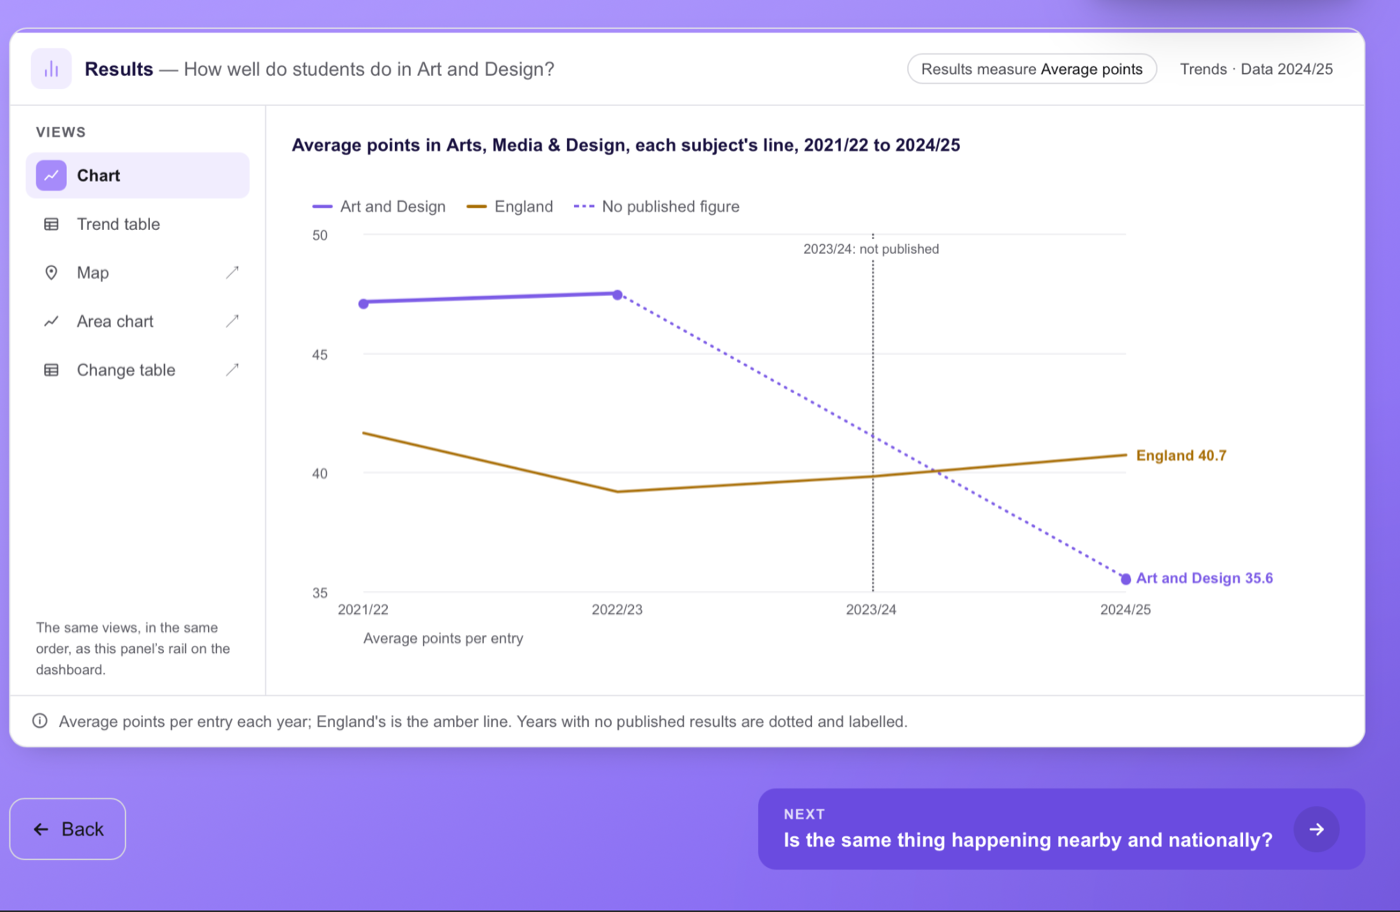 Results — How well do students do in Art and Design?
Results measure Average points
Trends · Data 2024/25
VIEWS
Chart
Trend table
Map
Area chart
Change table
The same views, in the same
order, as this panel's rail on the
dashboard.
Average points in Arts, Media & Design, each subject's line, 2021/22 to 2024/25
Art and Design
England
No published figure
50
2023/24: not published
45
40
35
England 40.7
Art and Design 35.6
2021/22
2022/23
2023/24
2024/25
Average points per entry
Average points per entry each year; England's is the amber line. Years with no published results are dotted and labelled.
Back
NEXT
Is the same thing happening nearby and nationally?